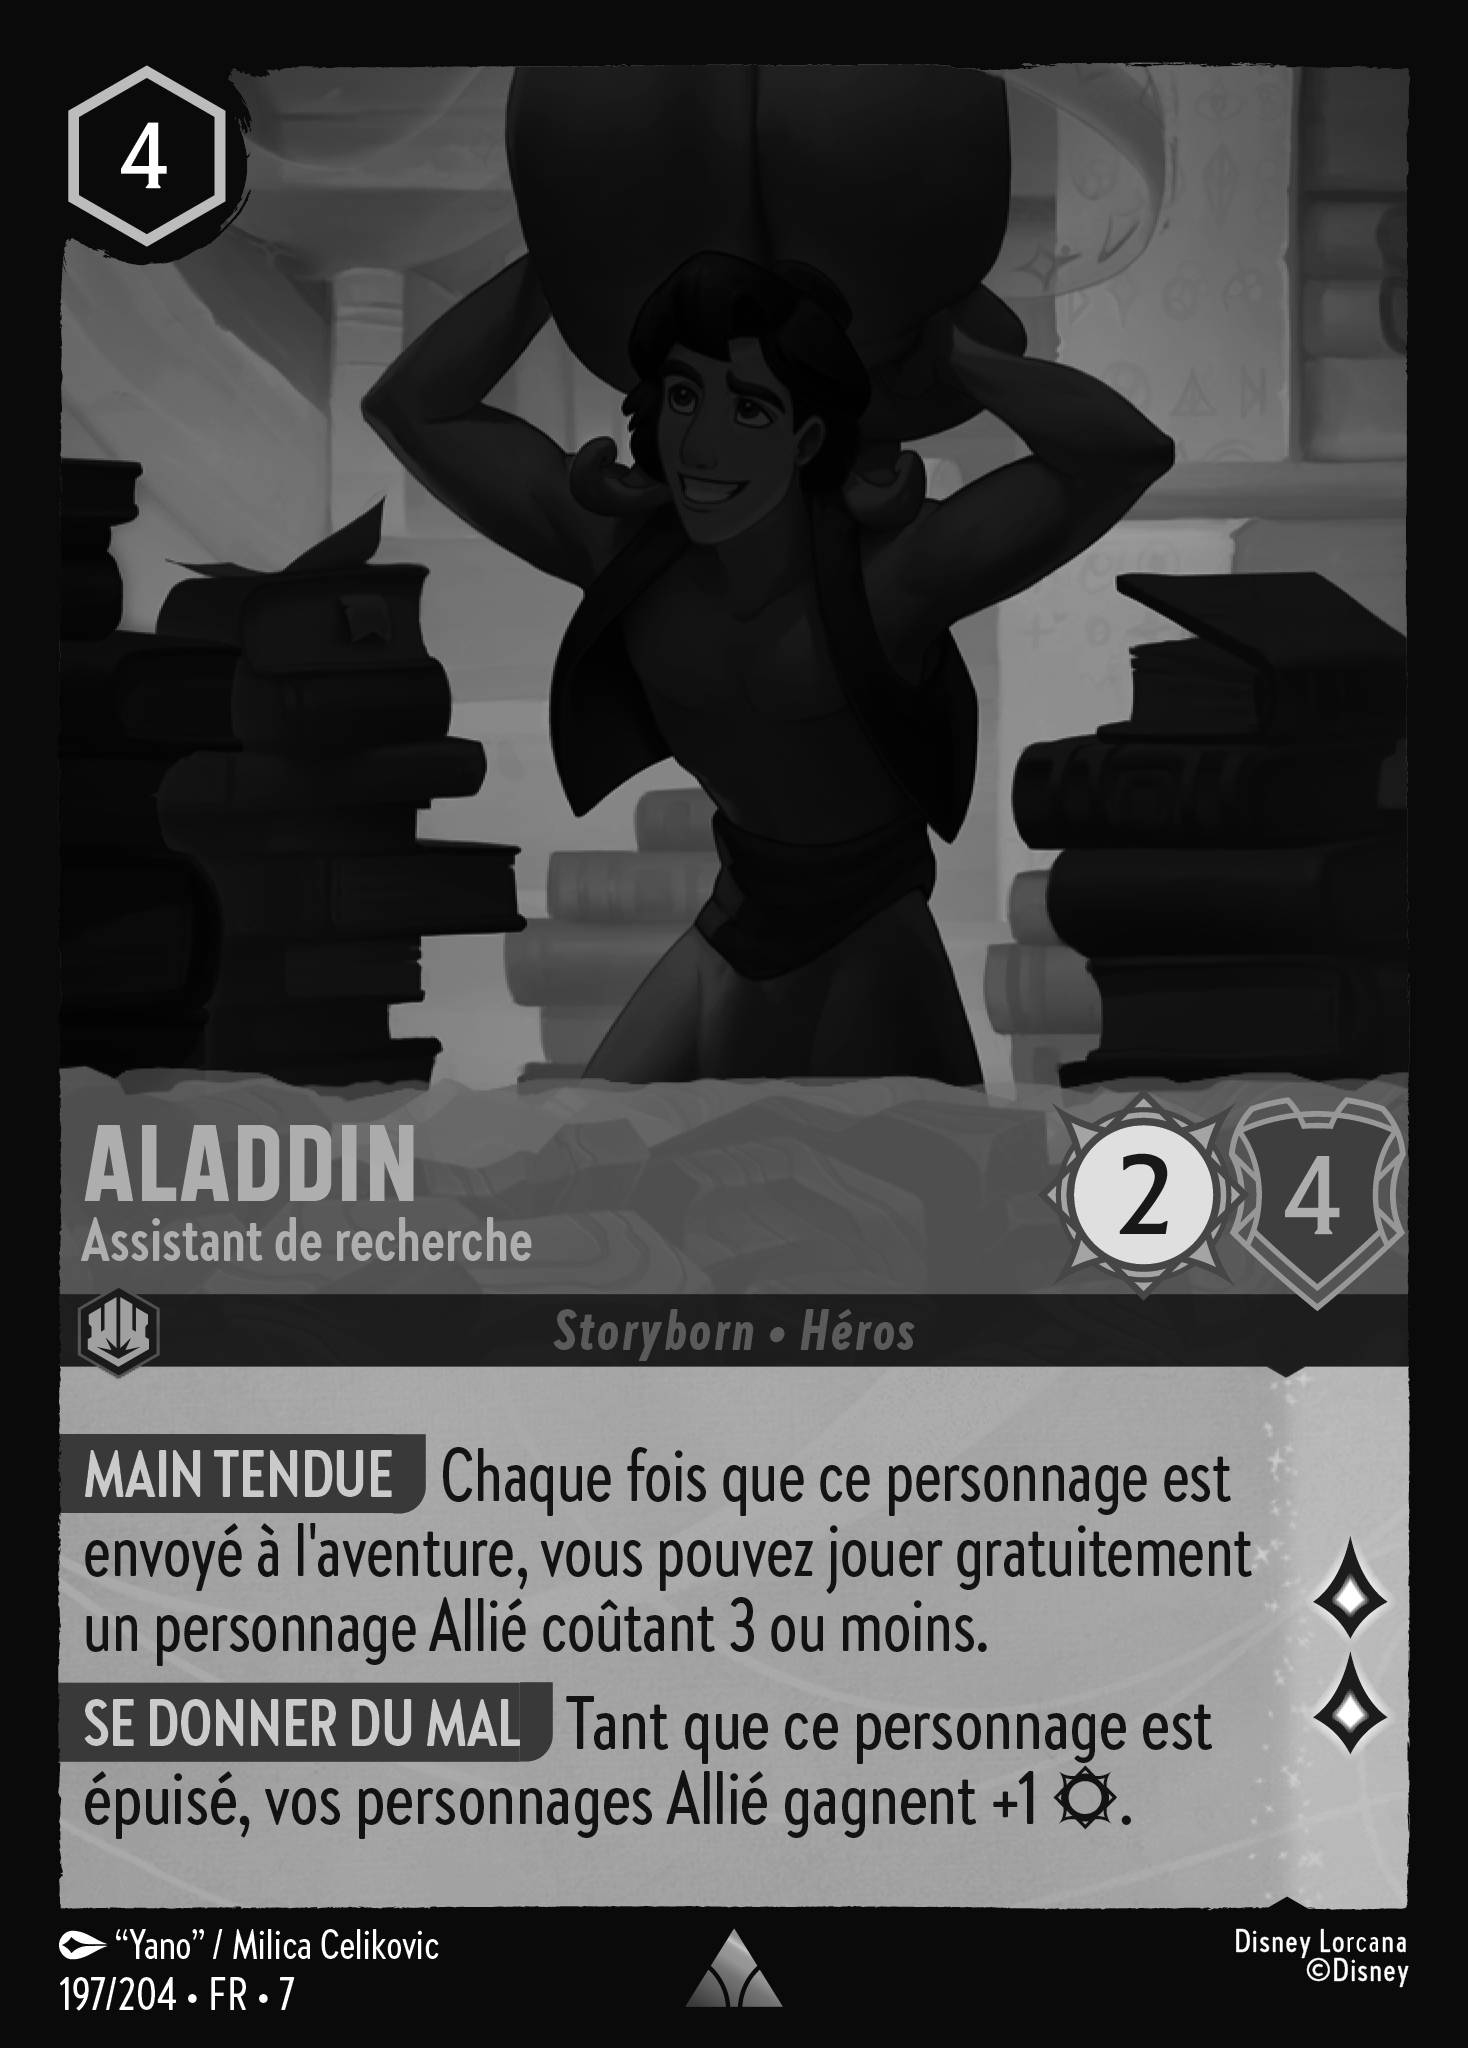 4
ALADDIN
Assistant de recherche
2
4
Storyborn • Héros
MAIN TENDUE Chaque fois que ce personnage est
envoyé à l'aventure, vous pouvez jouer gratuitement
un personnage Allié coûtant 3 ou moins.
SE DONNER DU MAL Tant que ce personnage est
épuisé, vos personnages Allié gagnent +1 .
“Yano” / Milica Celikovic
197/204 • FR • 7
Disney Lorcana
©Disney